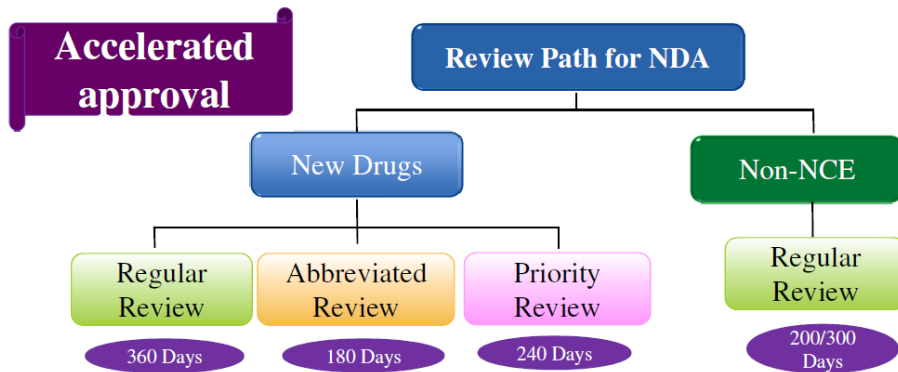 Accelerated
approval
Review Path for NDA
New Drugs
Non-NCE
Regular
Review
Abbreviated
Review
Priority
Review
Regular
Review
360 Days
180 Days
240 Days
200/300
Days